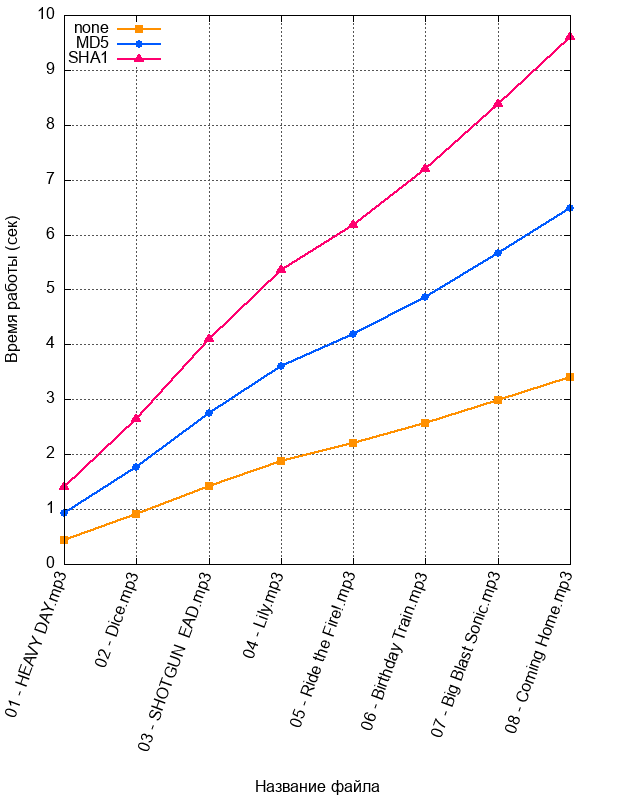 10
9
8
7
6
5
4
3
2
1
0
none
MD5
SHA1
Время работы (сек)
01 - HEAVY DAY.mp3
02 - Dice.mp3
03 - SHOTGUN  EAD.mp3
04 - Lily.mp3
05 - Ride the Fire!.mp3
06 - Birthday Train.mp3
07 - Big Blast Sonic.mp3
08 - Coming Home.mp3
Название файла